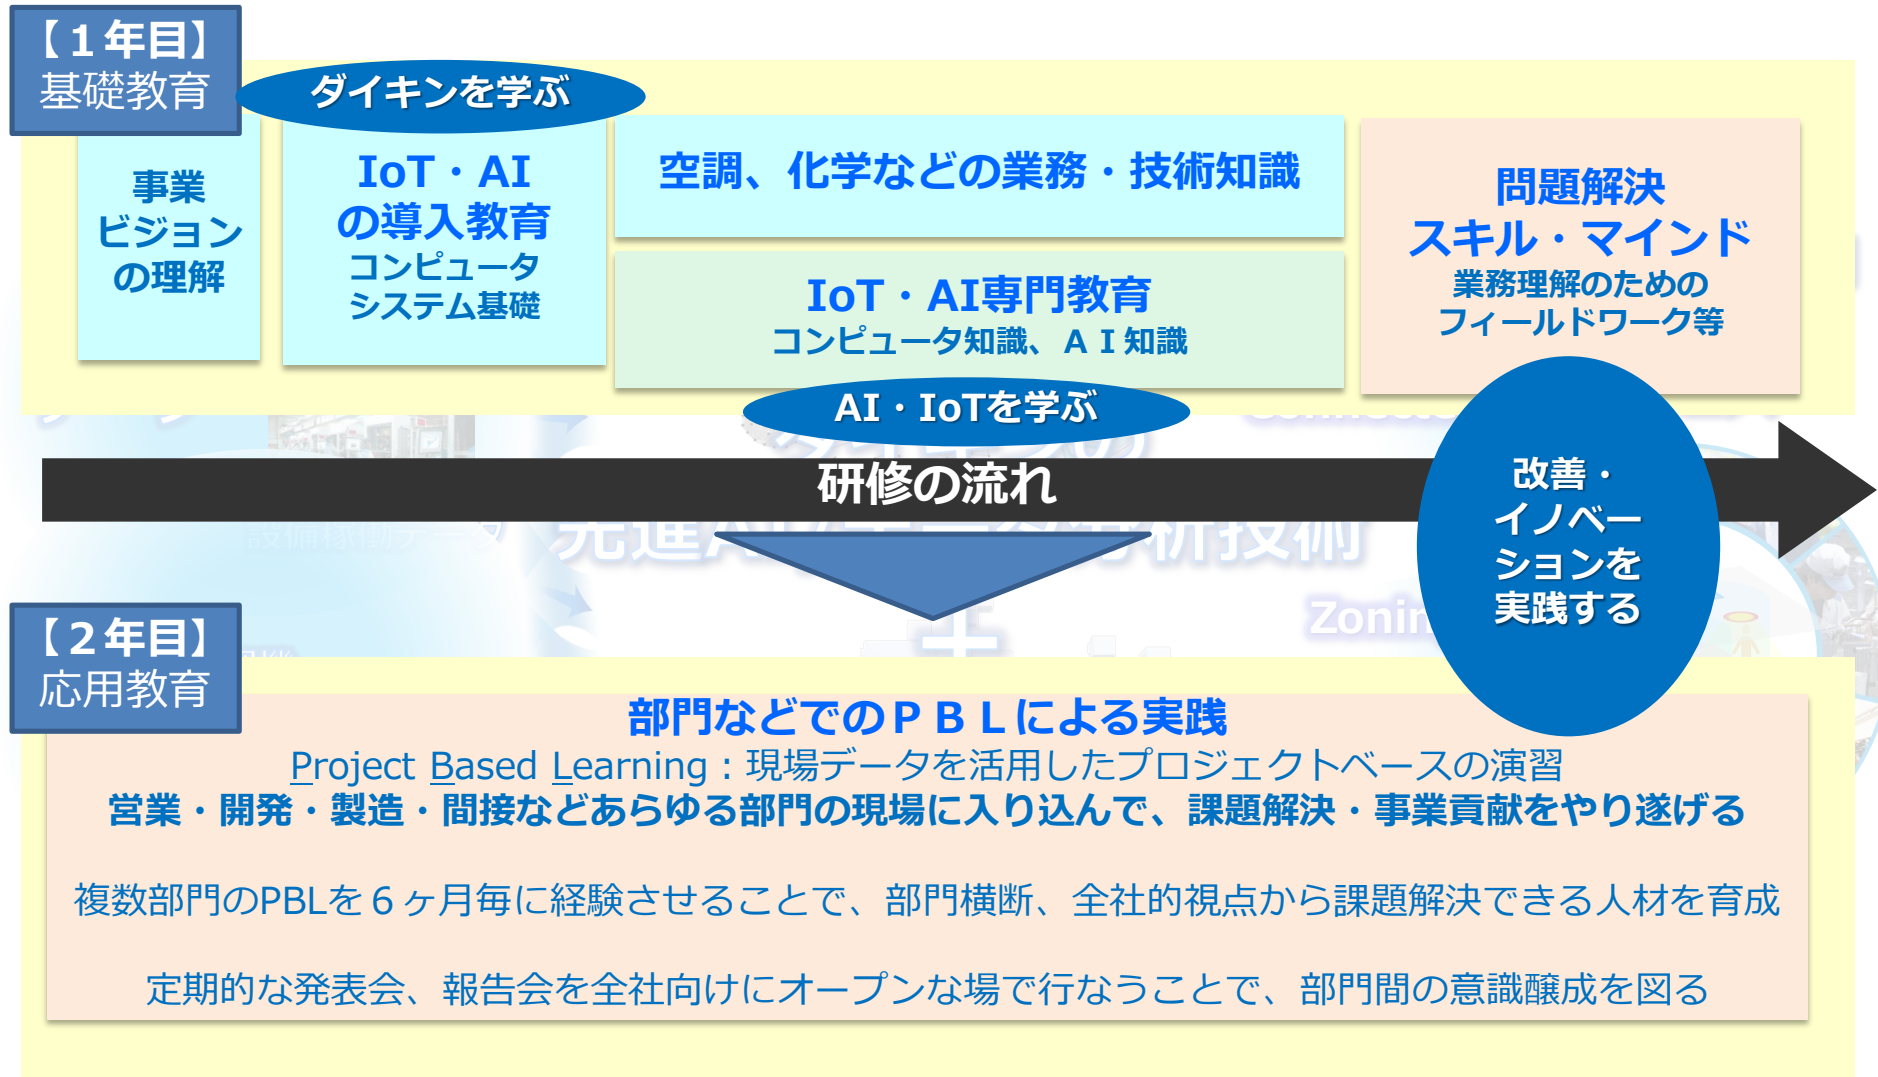 【１年目】
基礎教育
ダイキンを学ぶ
事業
ビジョン
の理解
IoT・AI
の導入教育
コンピュータ
システム基礎
空調、化学などの業務・技術知識
IoT・AI専門教育
コンピュータ知識、ＡＩ知識
AI・IoTを学ぶ
問題解決
スキル・マインド
業務理解のための
フィールドワーク等
研修の流れ
改善・
イノベー
ションを
実践する
設備稼働データ
【２年目】
応用教育
部門などでのＰＢＬによる実践
Project Based Learning：現場データを活用したプロジェクトベースの演習
営業・開発・製造・間接などあらゆる部門の現場に入り込んで、課題解決・事業貢献をやり遂げる
複数部門のPBLを６ヶ月毎に経験させることで、部門横断、全社的視点から課題解決できる人材を育成
定期的な発表会、報告会を全社向けにオープンな場で行なうことで、部門間の意識醸成を図る